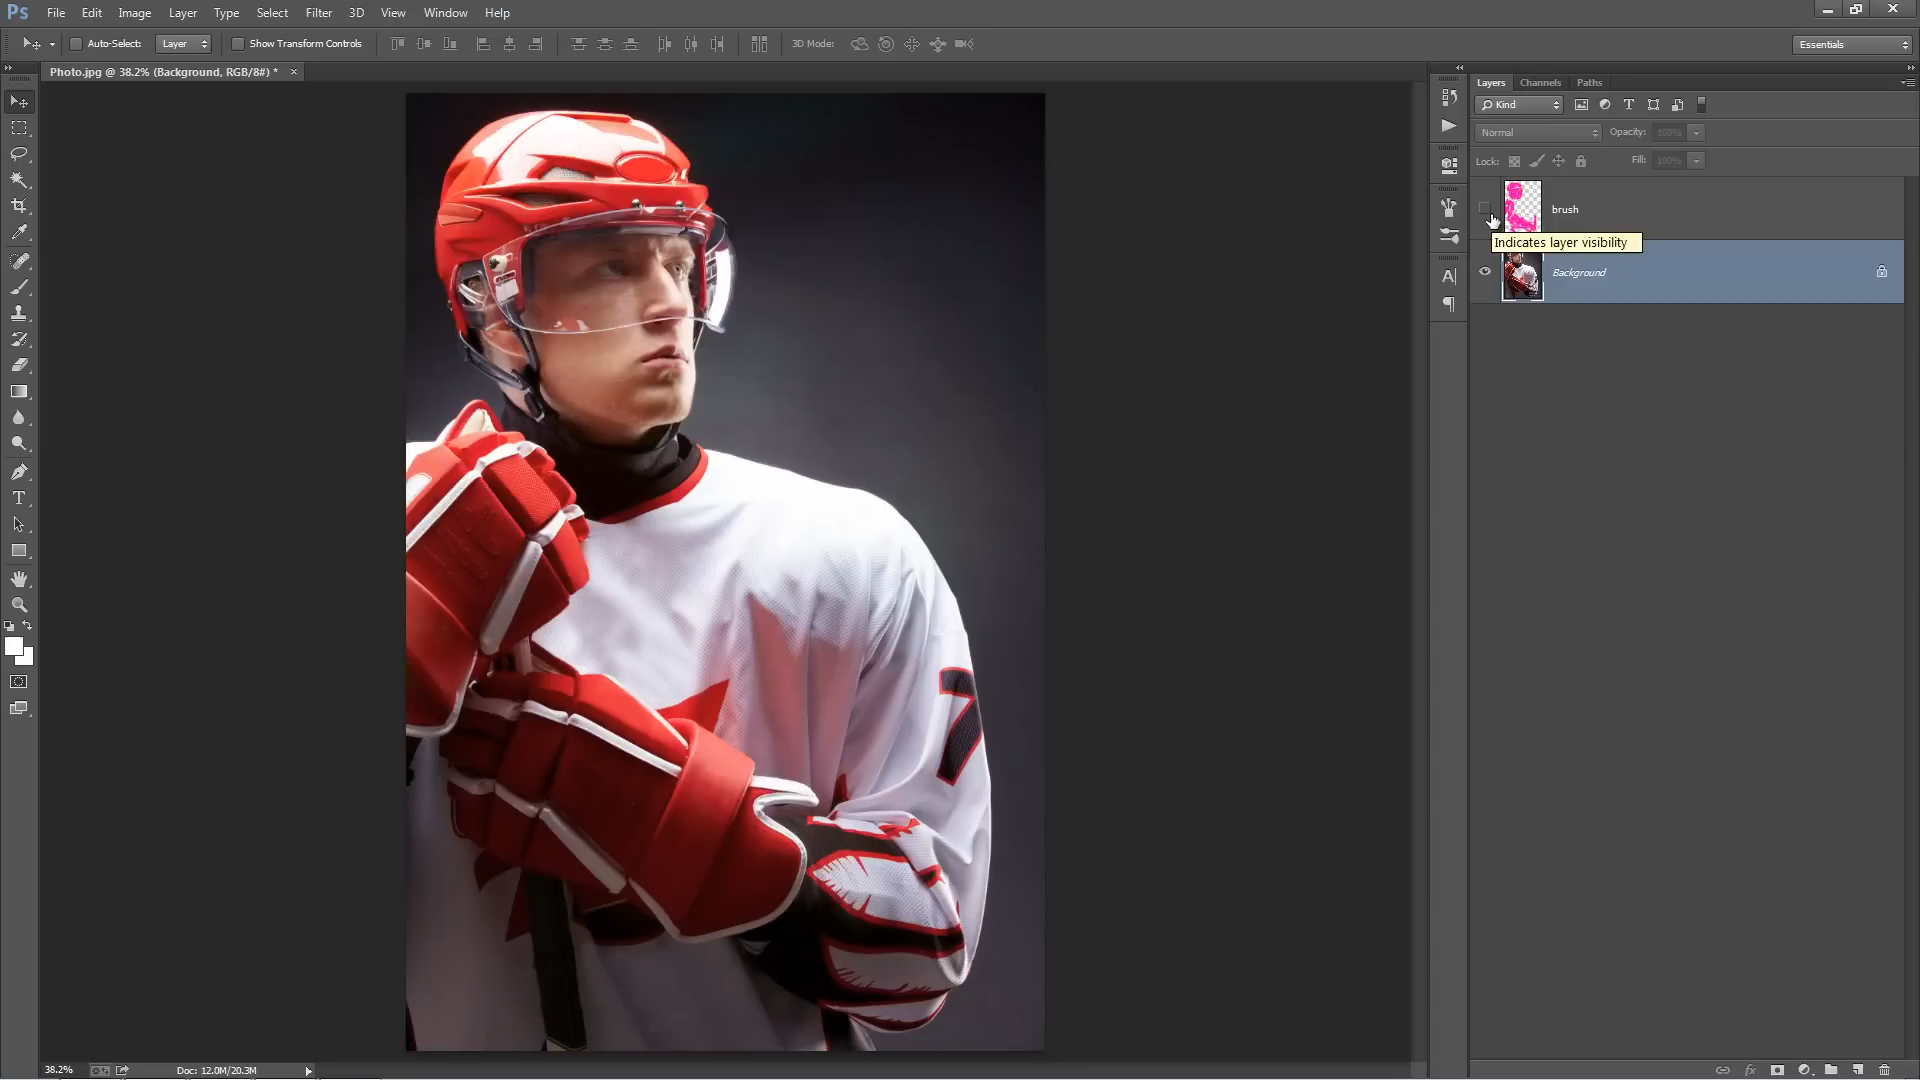 Ps File Edit Image Layer Type Select Filter 3D View Window Help
Auto-Select: Layer Show Transform Controls 3D Mode: Essentials
Photo.jpg @ 38.2% (Background, RGB/8#) * ×
Layers Channels Paths
Kind
Normal Opacity: 100%
Lock: Fill: 100%
brush
Indicates layer visibility
Background
7
38.2% Doc: 12.0M/20.3M